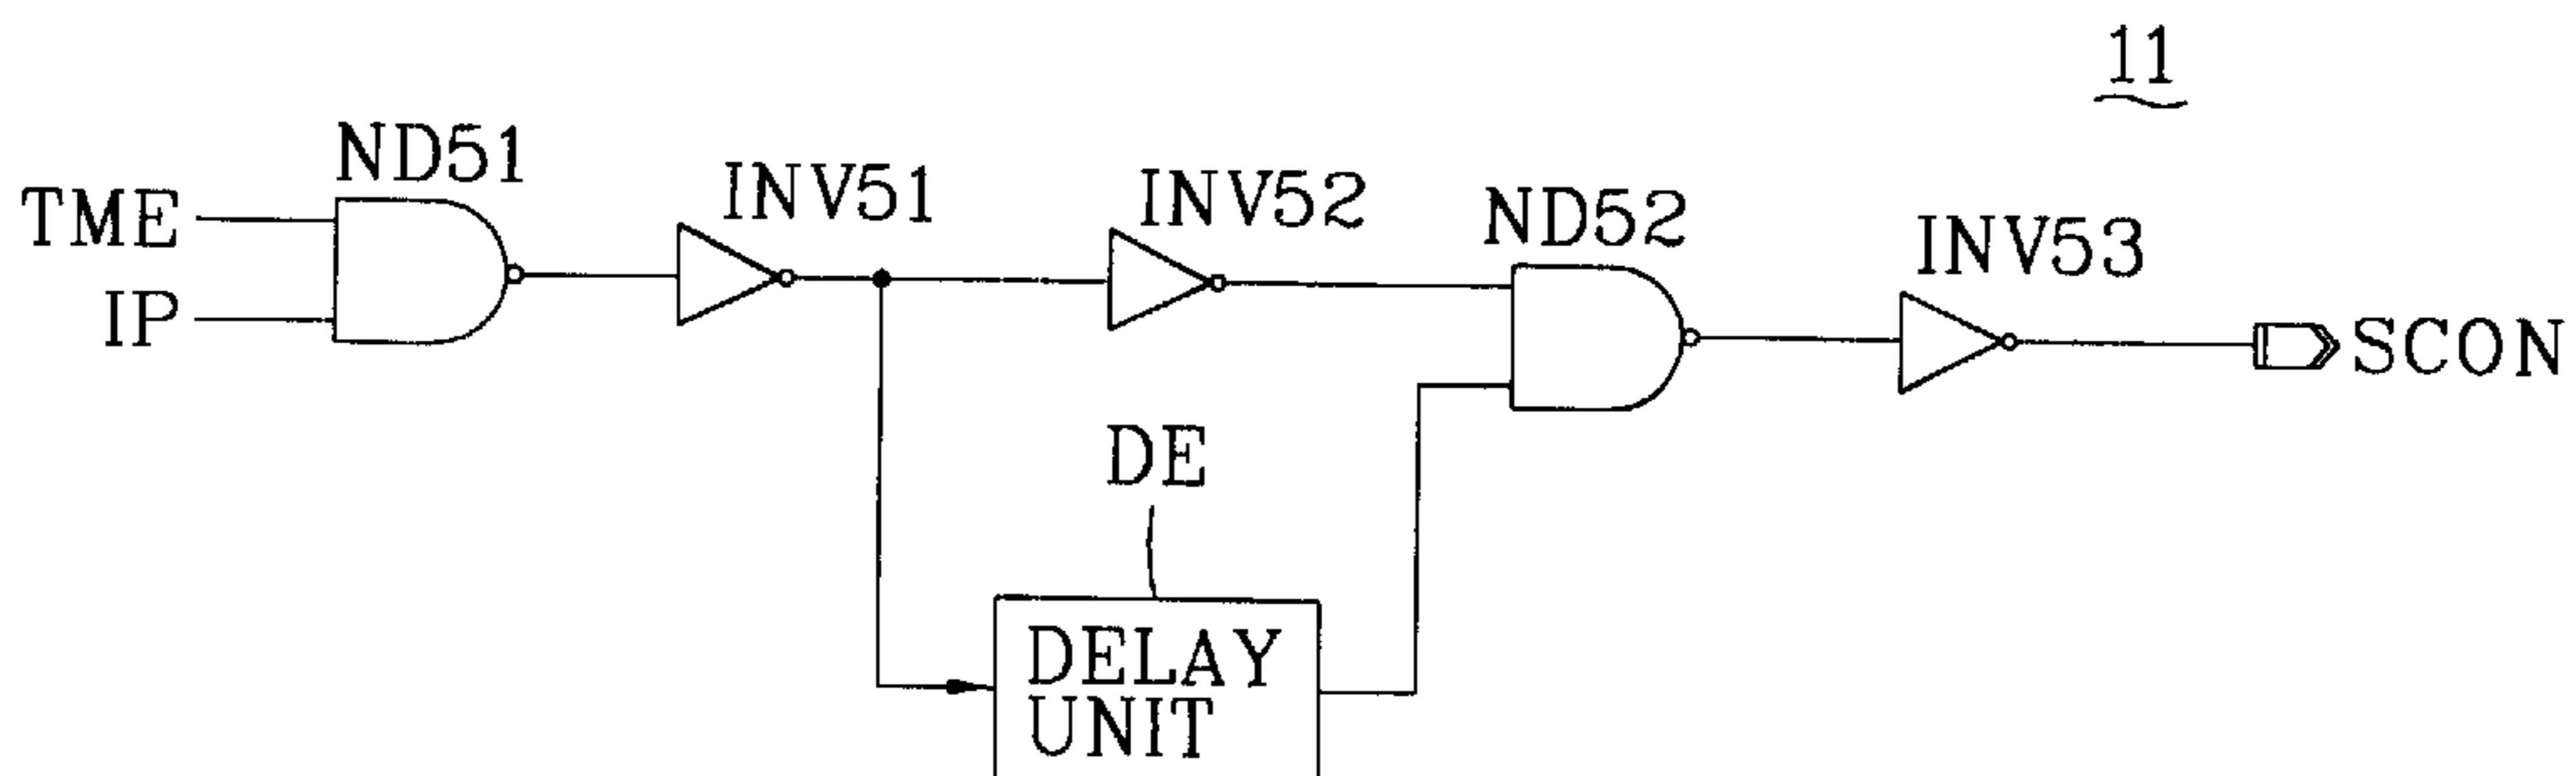 11
ND51
INV51
INV52
ND52
INV53
TME
IP
SCON
DE
DELAY
UNIT